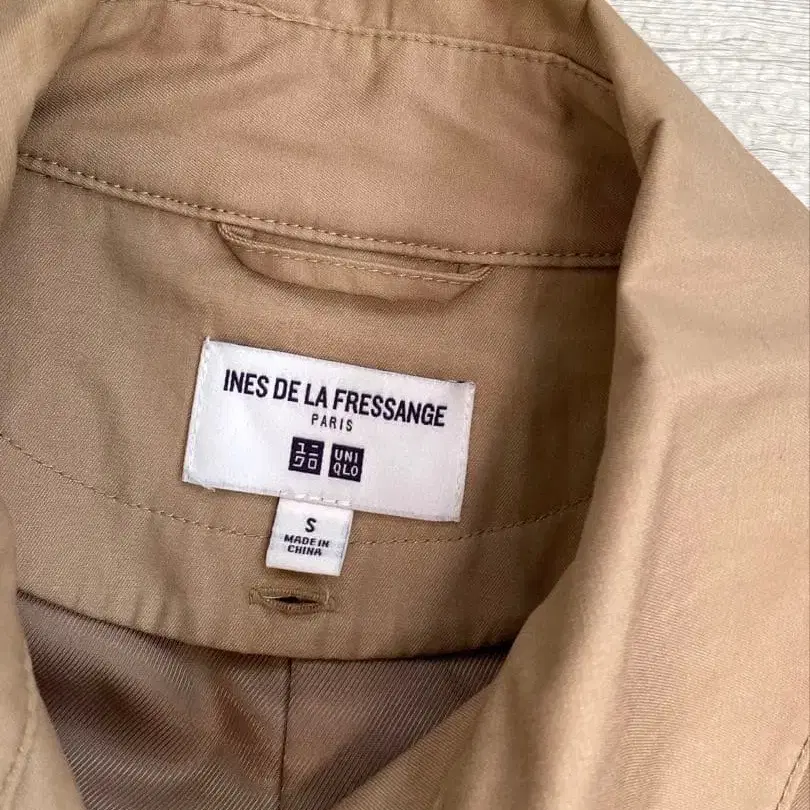 INES DE LA FRESSANGE
PARIS
ユニ UNI
クロ QLO
S
MADE IN
CHINA